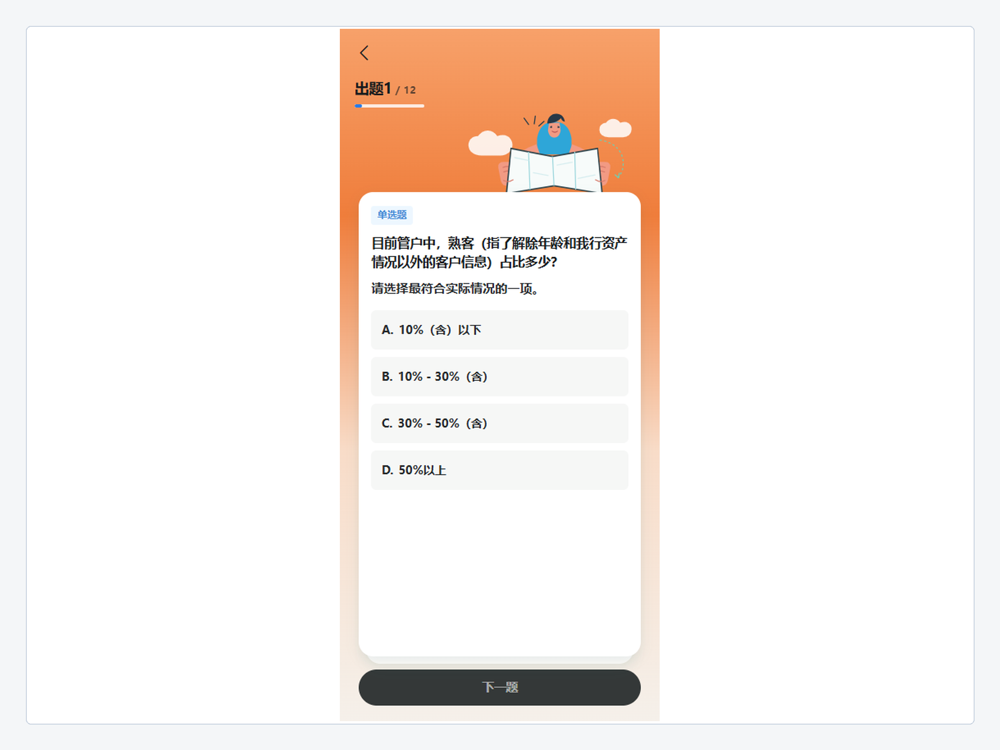 出题1 / 12
单选题
目前管户中，熟客（指了解除年龄和我行资产
情况以外的客户信息）占比多少？
请选择最符合实际情况的一项。
A. 10%（含）以下
B. 10% - 30%（含）
C. 30% - 50%（含）
D. 50%以上
下一题